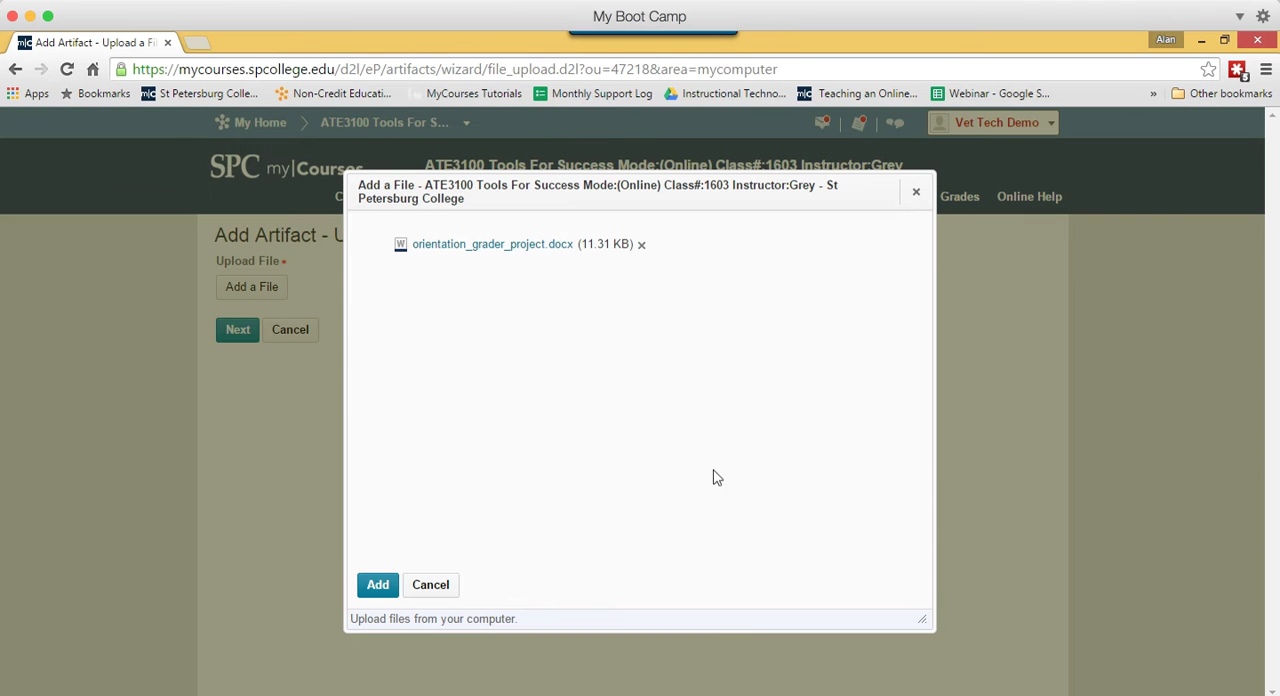 My Boot Camp
Add Artifact - Upload a Fi
Alan
https://mycourses.spcollege.edu/d2l/eP/artifacts/wizard/file_upload.d2l?ou=47218&area=mycomputer
Apps Bookmarks St Petersburg Colle... Non-Credit Educati... MyCourses Tutorials Monthly Support Log Instructional Techno... Teaching an Online... Webinar - Google S... » Other bookmarks
My Home ATE3100 Tools For S... Vet Tech Demo
SPC my|Courses ATE3100 Tools For Success Mode:(Online) Class#:1603 Instructor:Grey
Grades Online Help
Add a File - ATE3100 Tools For Success Mode:(Online) Class#:1603 Instructor:Grey - St
Petersburg College
Add Artifact - U
Upload File
Add a File
Next Cancel
orientation_grader_project.docx (11.31 KB)
Add Cancel
Upload files from your computer.